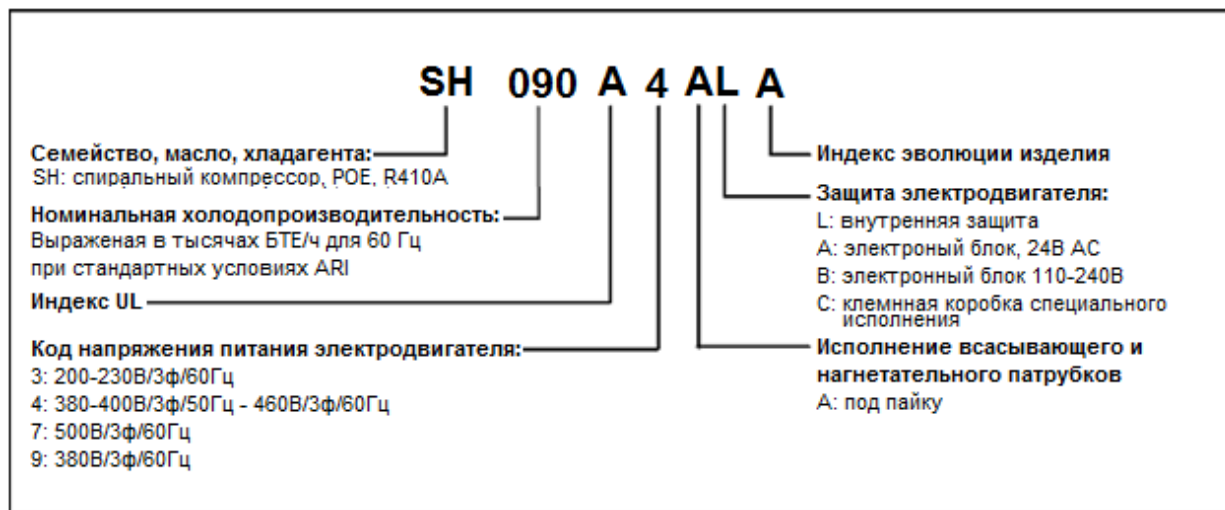 SH 090 A 4 AL A
Семейство, масло, хладагента:
SH: спиральный компрессор, POE, R410A
Номинальная холодопроизводительность:
Выраженая в тысячах БТЕ/ч для 60 Гц
при стандартных условиях ARI
Индекс UL
Код напряжения питания электродвигателя:
3: 200-230В/3ф/60Гц
4: 380-400В/3ф/50Гц - 460В/3ф/60Гц
7: 500В/3ф/60Гц
9: 380В/3ф/60Гц
Индекс эволюции изделия
Защита электродвигателя:
L: внутренняя защита
A: электроный блок, 24В AC
B: электронный блок 110-240В
C: клемнная коробка специального
исполнения
Исполнение всасывающего и
нагнетательного патрубков
A: под пайку